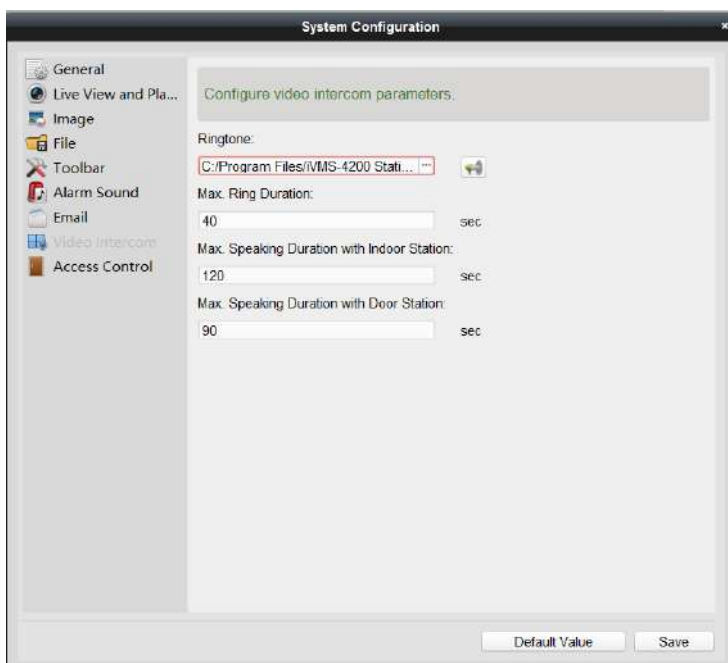 System Configuration
×
General
Live View and Pla...
Image
File
Toolbar
Alarm Sound
Email
Video Intercom
Access Control
Configure video intercom parameters.
Ringtone:
C:/Program Files/iVMS-4200 Stati... ...
Max. Ring Duration:
40 sec
Max. Speaking Duration with Indoor Station:
120 sec
Max. Speaking Duration with Door Station:
90 sec
Default Value Save